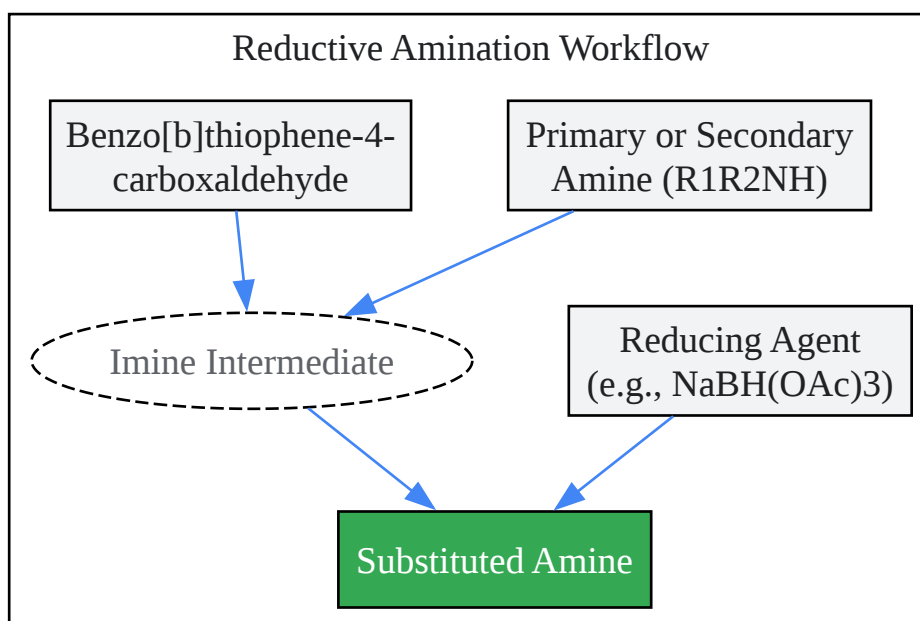 Reductive Amination Workflow
Benzo[b]thiophene-4-
carboxaldehyde
Primary or Secondary
Amine (R1R2NH)
Imine Intermediate
Reducing Agent
(e.g., NaBH(OAc)3)
Substituted Amine